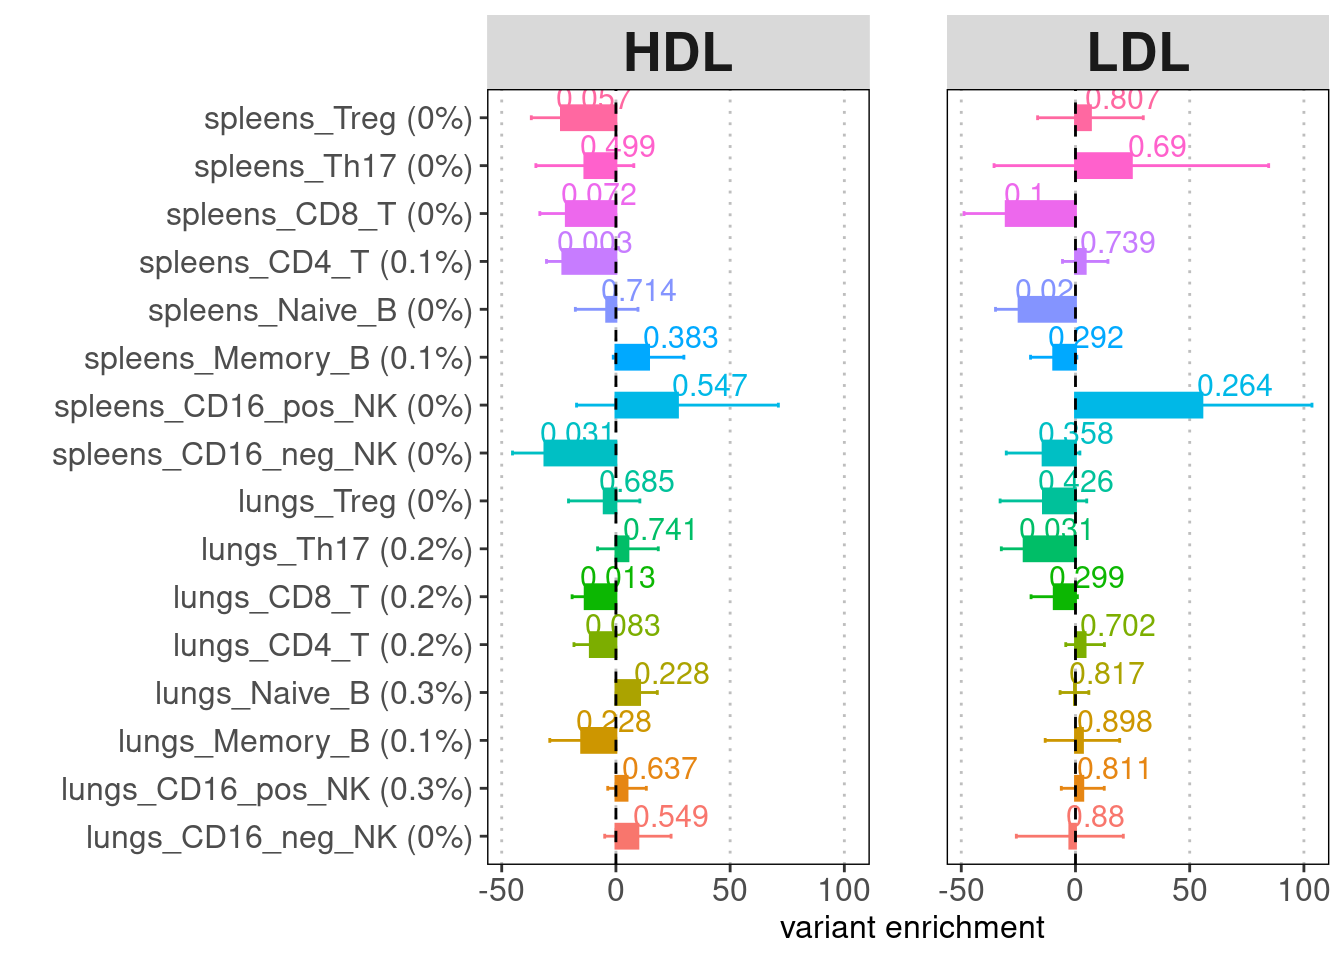 HDL LDL
spleens_Treg (0%) 0.057 0.807
spleens_Th17 (0%) 0.499 0.69
spleens_CD8_T (0%) 0.072 0.1
spleens_CD4_T (0.1%) 0.003 0.739
spleens_Naive_B (0%) 0.714 0.02
spleens_Memory_B (0.1%) 0.383 0.292
spleens_CD16_pos_NK (0%) 0.547 0.264
spleens_CD16_neg_NK (0%) 0.031 0.358
lungs_Treg (0%) 0.685 0.426
lungs_Th17 (0.2%) 0.741 0.031
lungs_CD8_T (0.2%) 0.013 0.299
lungs_CD4_T (0.2%) 0.083 0.702
lungs_Naive_B (0.3%) 0.228 0.817
lungs_Memory_B (0.1%) 0.228 0.898
lungs_CD16_pos_NK (0.3%) 0.637 0.811
lungs_CD16_neg_NK (0%) 0.549 0.88
-50 0 50 100 -50 0 50 100
variant enrichment